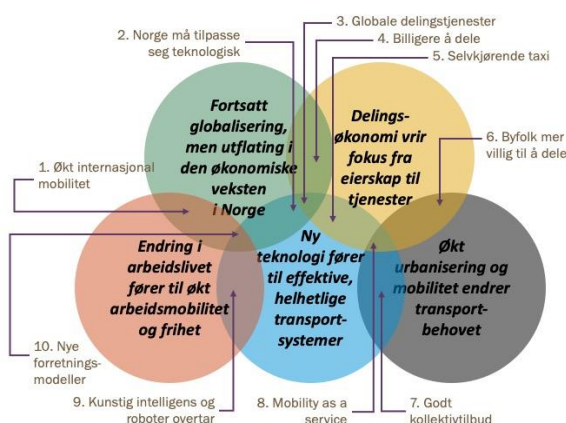 2. Norge må tilpasse
seg teknologisk
3. Globale delingstjenester
4. Billigere å dele
5. Selvkjørende taxi
Fortsatt
globalisering,
men utflating i
den økonomiske
veksten
i Norge
Delings-
økonomi vrir
fokus fra
eierskap til
tjenester
6. Byfolk mer
villig til å dele
1. Økt internasjonal
mobilitet
Endring i
arbeidslivet
fører til økt
arbeidsmobilitet
og frihet
Ny
teknologi fører
til effektive,
helhetlige
transport-
systemer
Økt
urbanisering og
mobilitet endrer
transport-
behovet
10. Nye
forretnings-
modeller
9. Kunstig intelligens og
roboter overtar
8. Mobility as a
service
7. Godt
kollektivtilbud